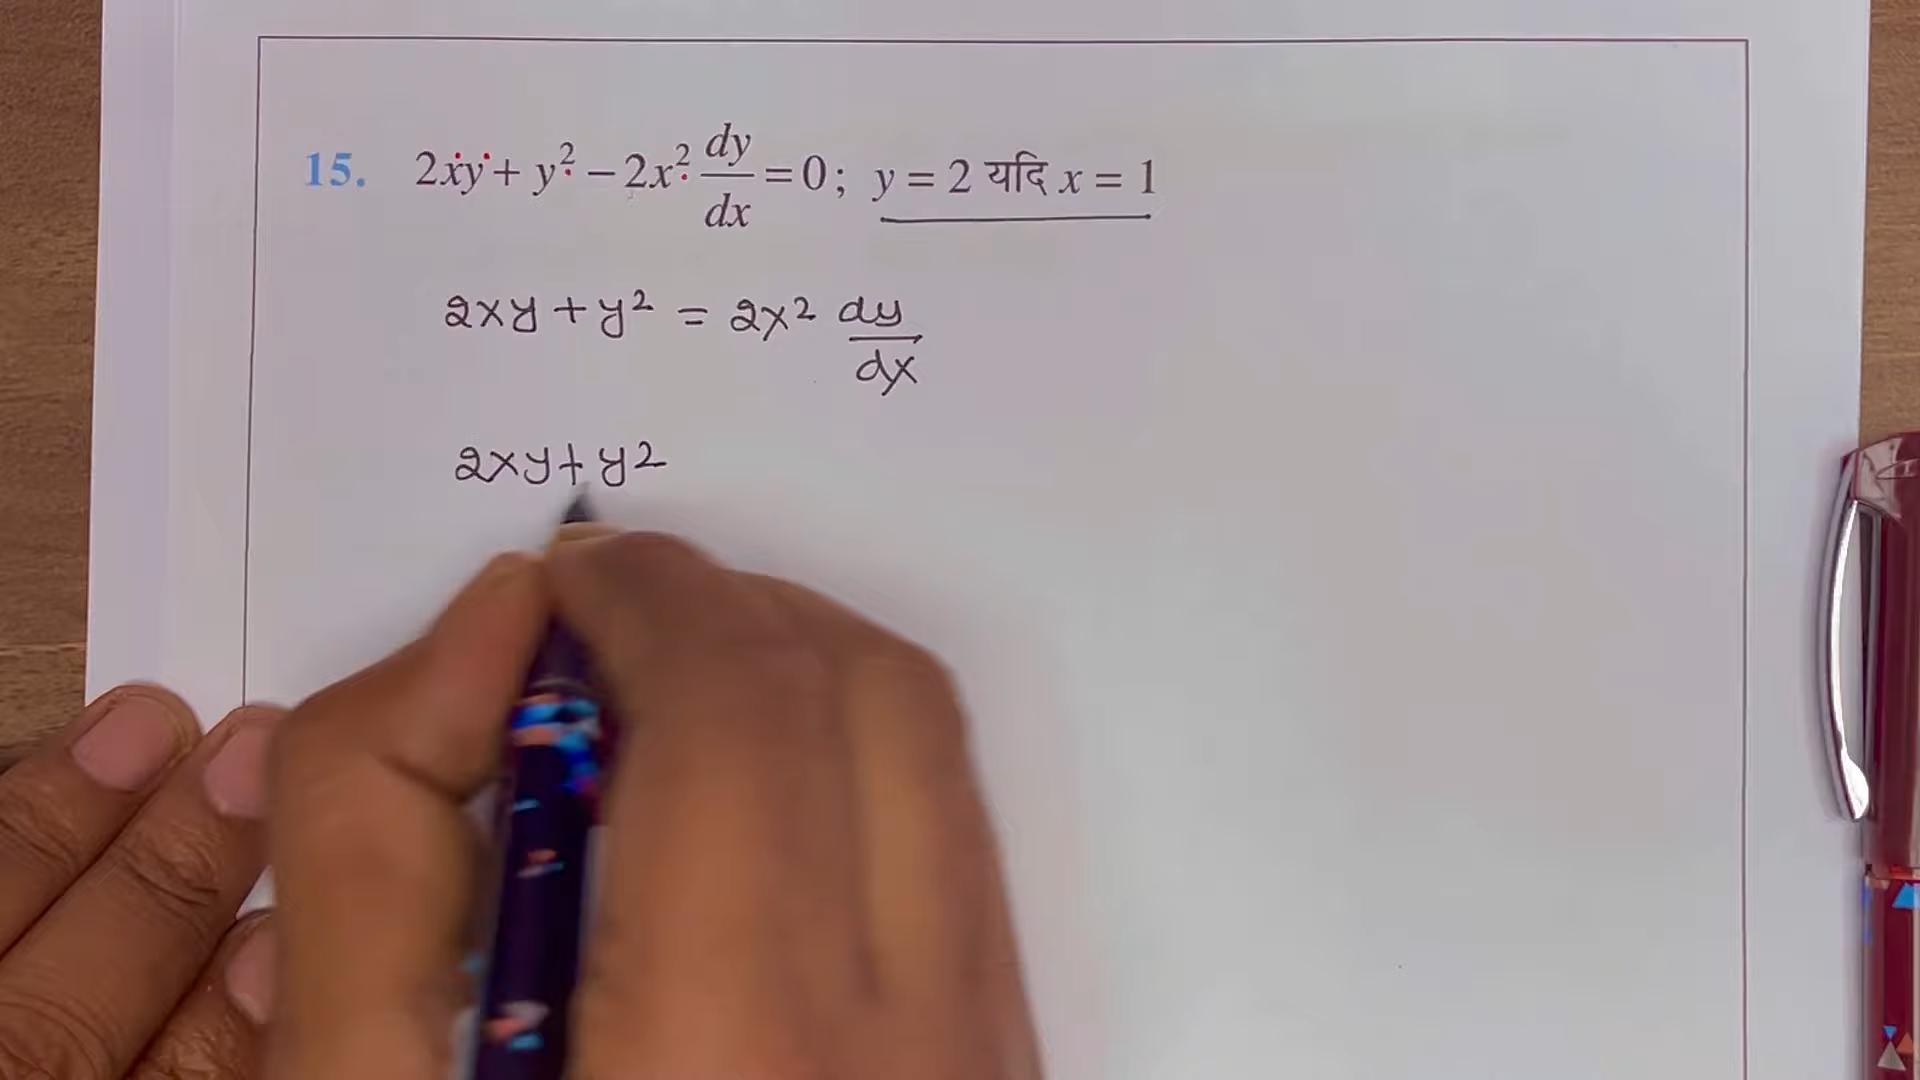 15. 2xy + y² − 2x² dy/dx = 0; y = 2 यदि x = 1
2xy + y² = 2x² dy/dx
2xy + y²